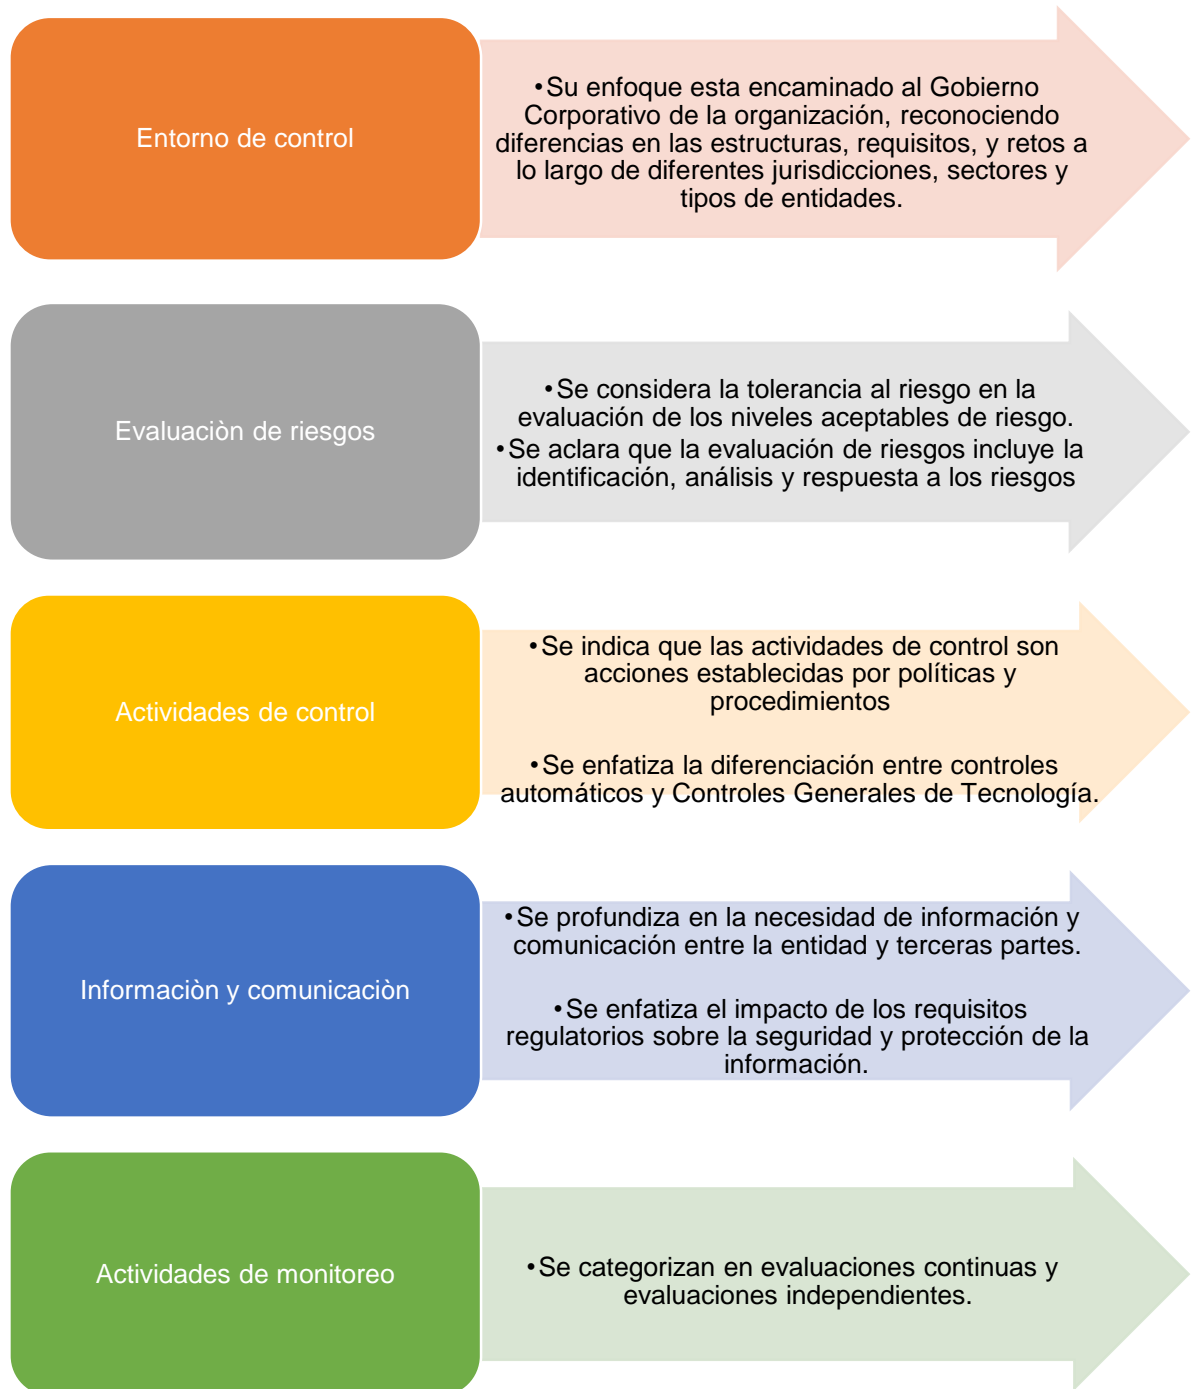 Entorno de control
•Su enfoque esta encaminado al Gobierno
Corporativo de la organización, reconociendo
diferencias en las estructuras, requisitos, y retos a
lo largo de diferentes jurisdicciones, sectores y
tipos de entidades.
Evaluaciòn de riesgos
•Se considera la tolerancia al riesgo en la
evaluación de los niveles aceptables de riesgo.
•Se aclara que la evaluación de riesgos incluye la
identificación, análisis y respuesta a los riesgos
Actividades de control
•Se indica que las actividades de control son
acciones establecidas por políticas y
procedimientos
•Se enfatiza la diferenciación entre controles
automáticos y Controles Generales de Tecnología.
Informaciòn y comunicaciòn
•Se profundiza en la necesidad de información y
comunicación entre la entidad y terceras partes.
•Se enfatiza el impacto de los requisitos
regulatorios sobre la seguridad y protección de la
información.
Actividades de monitoreo
•Se categorizan en evaluaciones continuas y
evaluaciones independientes.